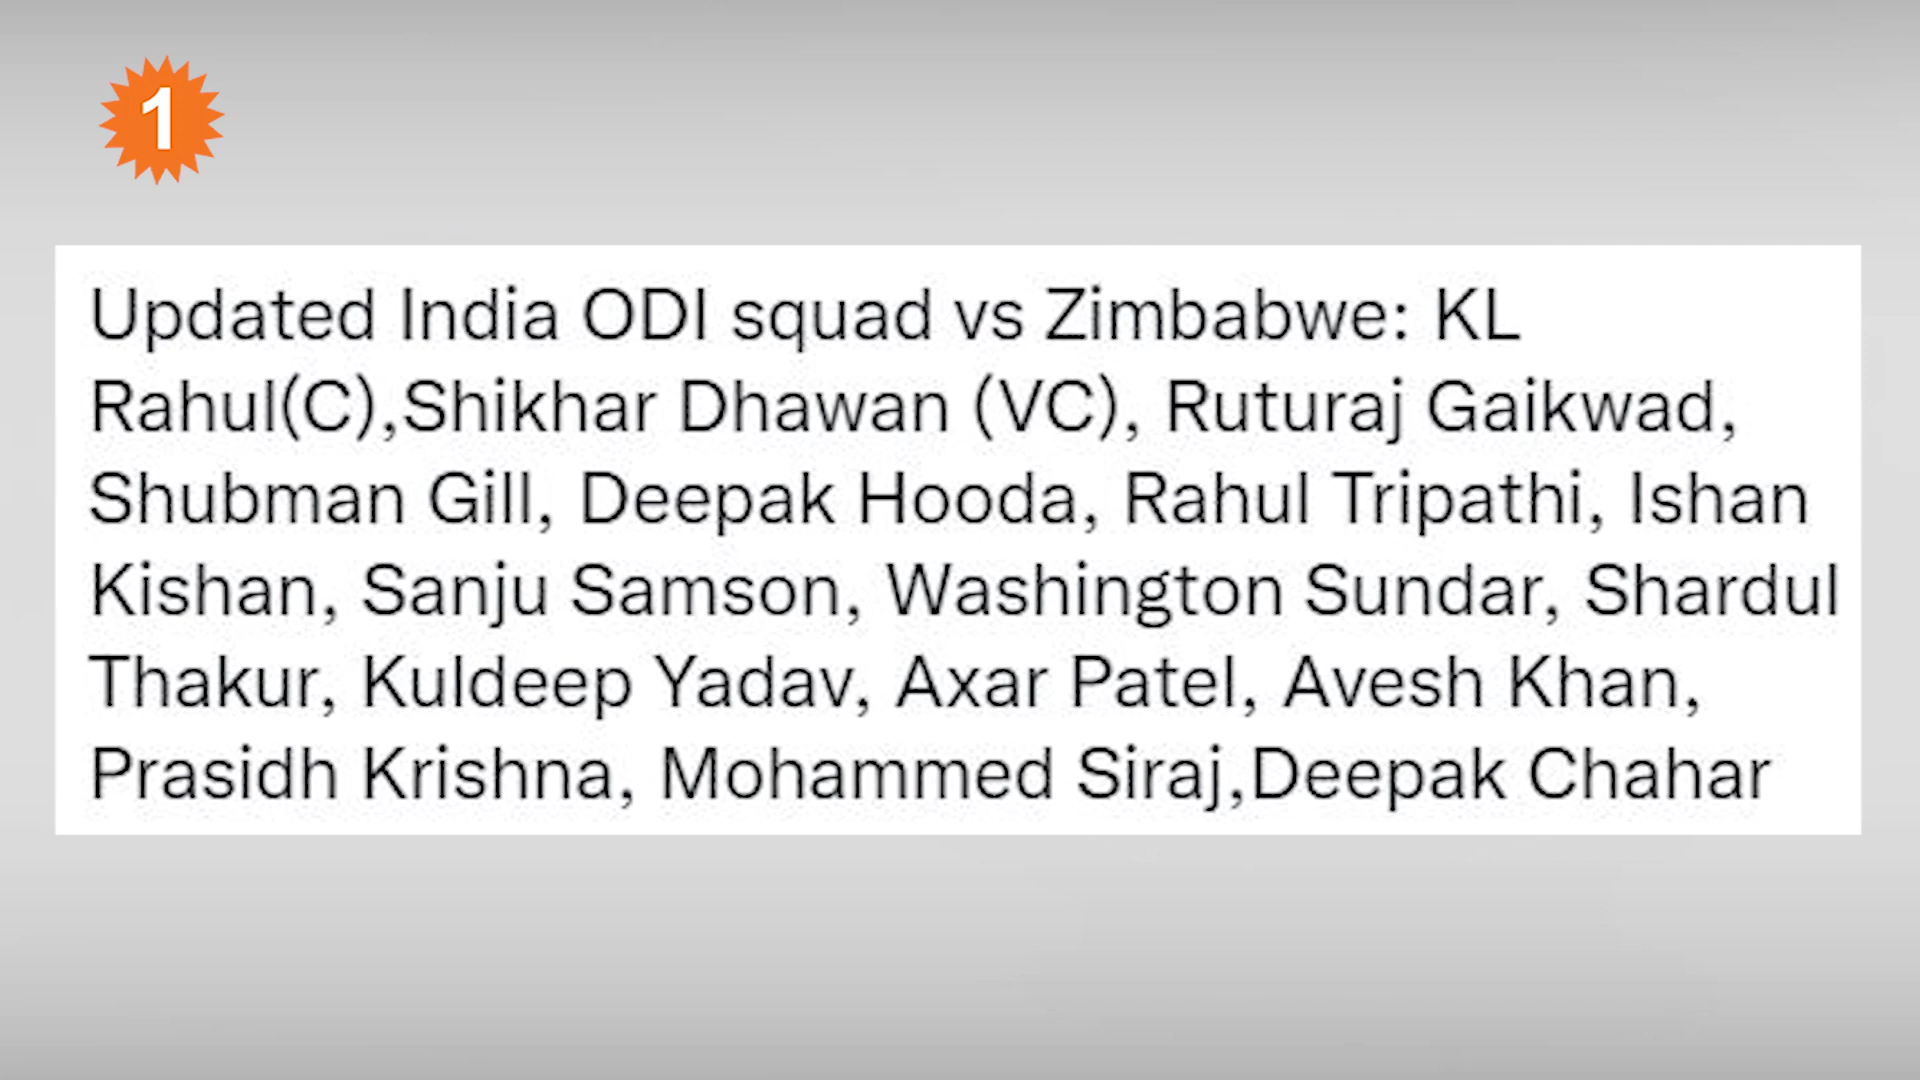 1
Updated India ODI squad vs Zimbabwe: KL
Rahul(C),Shikhar Dhawan (VC), Ruturaj Gaikwad,
Shubman Gill, Deepak Hooda, Rahul Tripathi, Ishan
Kishan, Sanju Samson, Washington Sundar, Shardul
Thakur, Kuldeep Yadav, Axar Patel, Avesh Khan,
Prasidh Krishna, Mohammed Siraj,Deepak Chahar